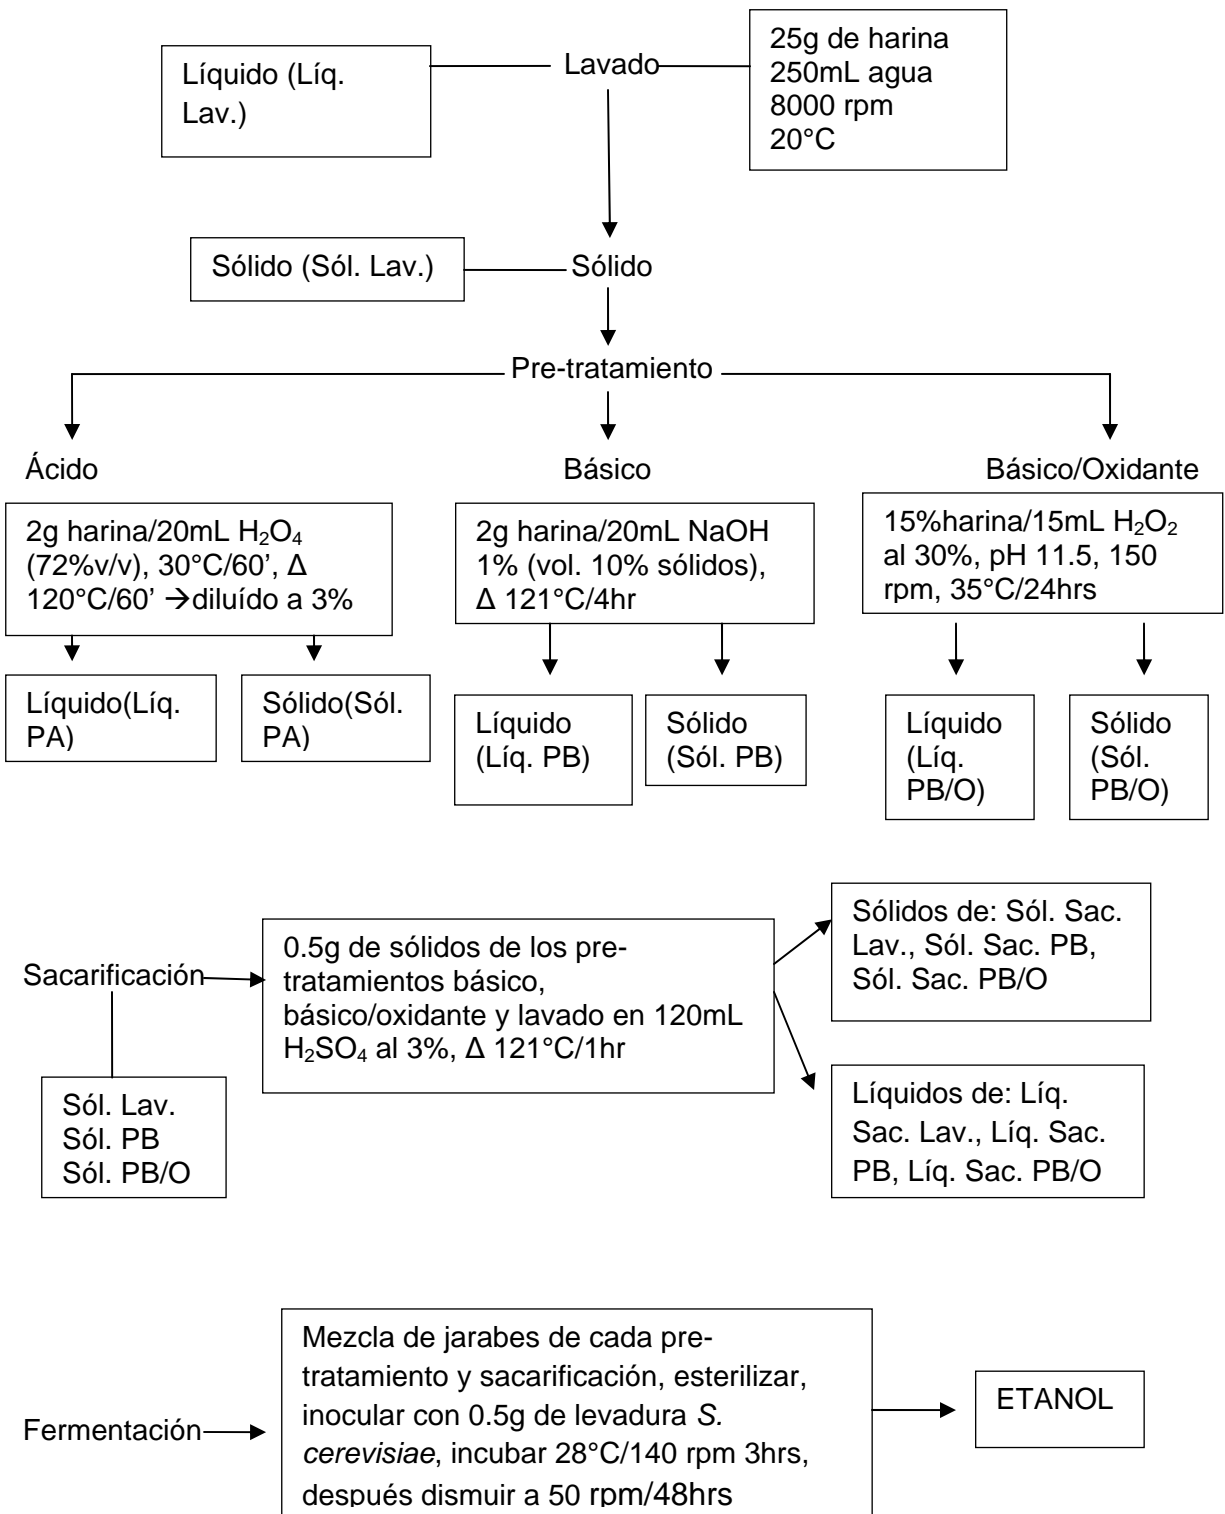 Líquido (Líq.
Lav.)
Lavado
25g de harina
250mL agua
8000 rpm
20°C
Sólido (Sól. Lav.)
Sólido
Pre-tratamiento
Ácido
Básico
Básico/Oxidante
2g harina/20mL H₂O₄
(72%v/v), 30°C/60’, Δ
120°C/60’ →diluído a 3%
2g harina/20mL NaOH
1% (vol. 10% sólidos),
Δ 121°C/4hr
15%harina/15mL H₂O₂
al 30%, pH 11.5, 150
rpm, 35°C/24hrs
Líquido(Líq.
PA)
Sólido(Sól.
PA)
Líquido
(Líq. PB)
Sólido
(Sól. PB)
Líquido
(Líq.
PB/O)
Sólido
(Sól.
PB/O)
Sacarificación
Sól. Lav.
Sól. PB
Sól. PB/O
0.5g de sólidos de los pre-
tratamientos básico,
básico/oxidante y lavado en 120mL
H₂SO₄ al 3%, Δ 121°C/1hr
Sólidos de: Sól. Sac.
Lav., Sól. Sac. PB,
Sól. Sac. PB/O
Líquidos de: Líq.
Sac. Lav., Líq. Sac.
PB, Líq. Sac. PB/O
Fermentación
Mezcla de jarabes de cada pre-
tratamiento y sacarificación, esterilizar,
inocular con 0.5g de levadura S.
cerevisiae, incubar 28°C/140 rpm 3hrs,
después dismuir a 50 rpm/48hrs
ETANOL